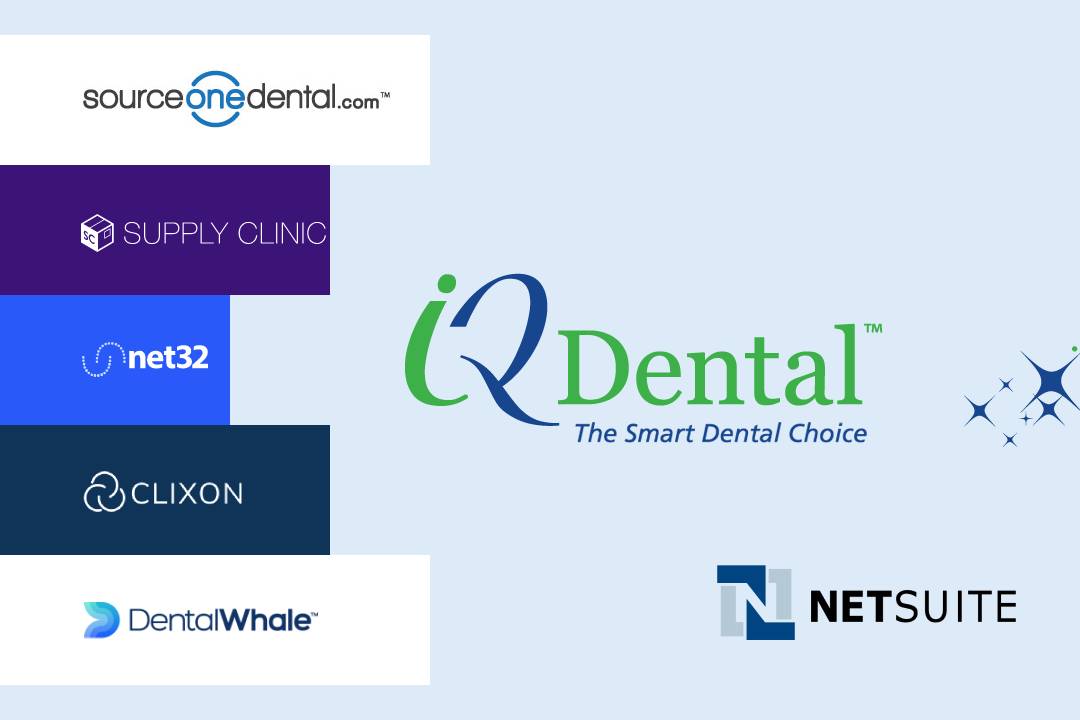 sourceonedental.com™
SC SUPPLY CLINIC
net32
CLIXON
DentalWhale™
iQ Dental™
The Smart Dental Choice
N NETSUITE